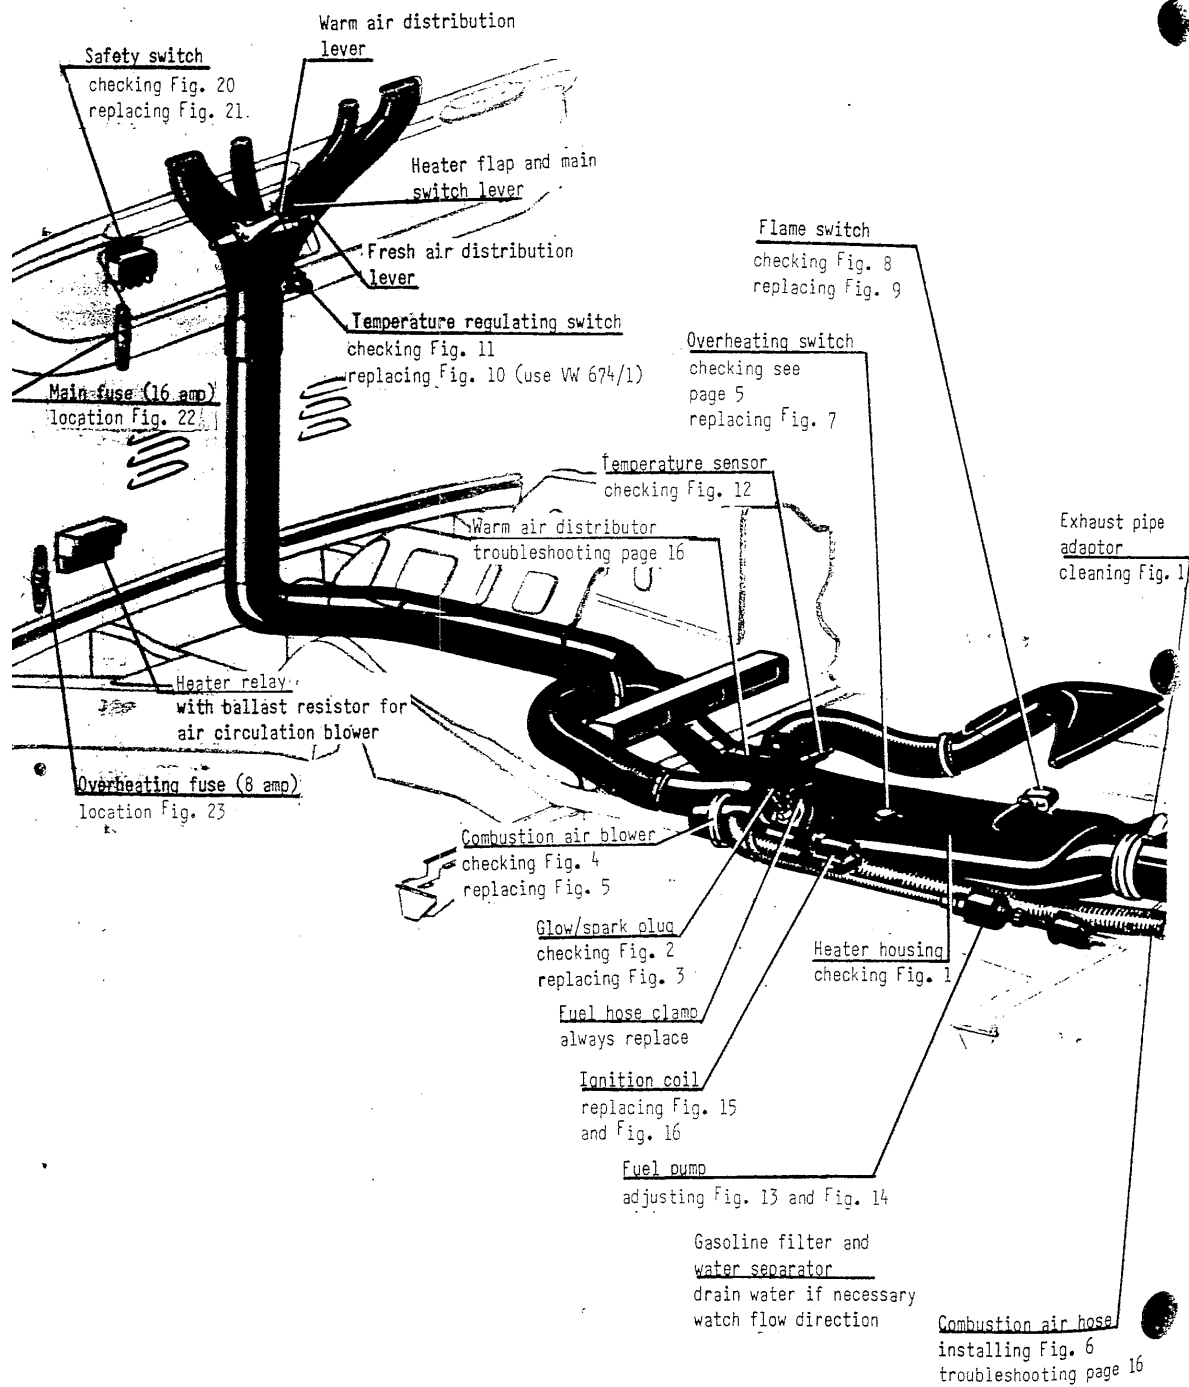 Warm air distribution
lever
Safety switch
checking Fig. 20
replacing Fig. 21.
Heater flap and main
switch lever
Fresh air distribution
lever
Temperature regulating switch
checking Fig. 11
replacing Fig. 10 (use VW 674/1)
Main fuse (16 amp)
location Fig. 22
Flame switch
checking Fig. 8
replacing Fig. 9
Overheating switch
checking see
page 5
replacing Fig. 7
Temperature sensor
checking Fig. 12
Warm air distributor
troubleshooting page 16
Exhaust pipe
adaptor
cleaning Fig. 1
Heater relay
with ballast resistor for
air circulation blower
Overheating fuse (8 amp)
location Fig. 23
Combustion air blower
checking Fig. 4
replacing Fig. 5
Glow/spark plug
checking Fig. 2
replacing Fig. 3
Heater housing
checking Fig. 1
Fuel hose clamp
always replace
Ignition coil
replacing Fig. 15
and Fig. 16
Fuel pump
adjusting Fig. 13 and Fig. 14
Gasoline filter and
water separator
drain water if necessary
watch flow direction
Combustion air hose
installing Fig. 6
troubleshooting page 16